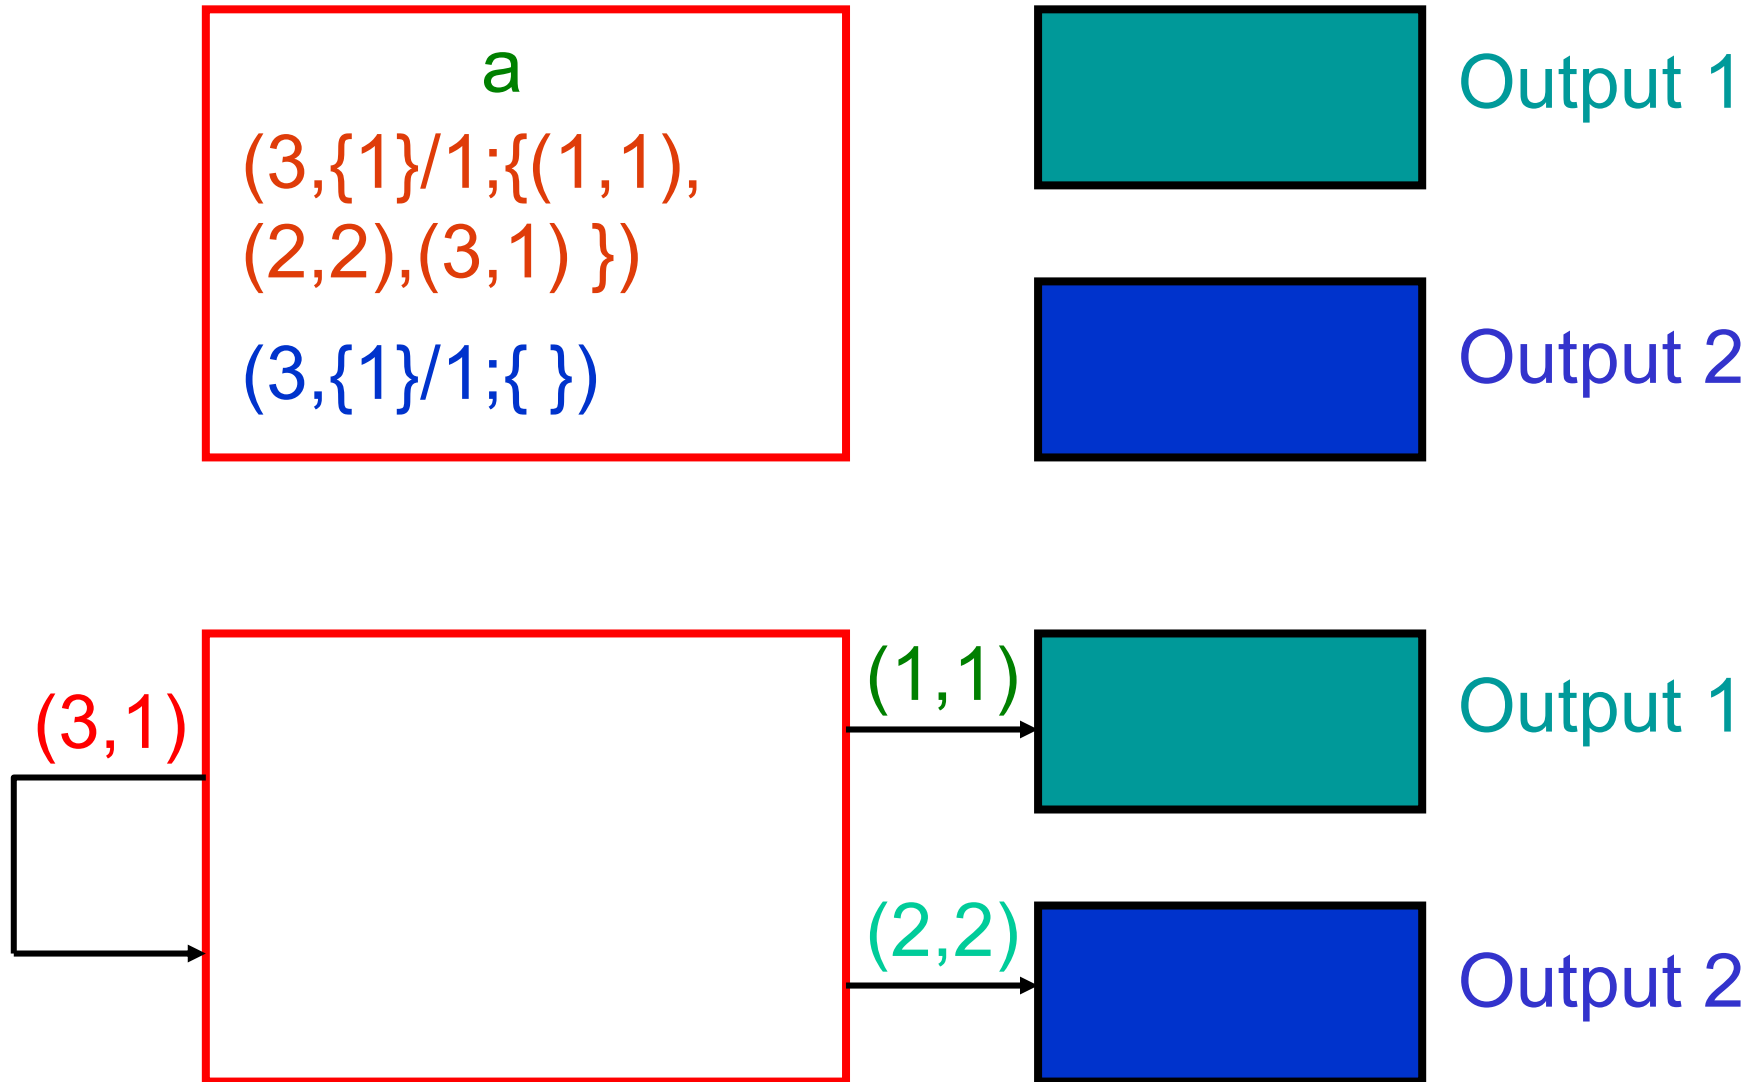 a
(3,{1}/1;{(1,1),
(2,2),(3,1) })
(3,{1}/1;{ })
Output 1
Output 2
(3,1)
(1,1)
Output 1
(2,2)
Output 2